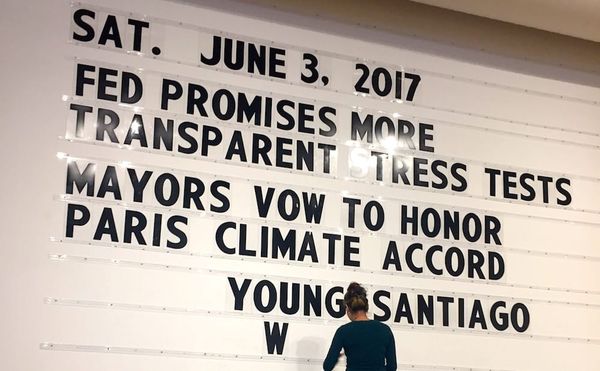 SAT. JUNE 3, 2017
FED PROMISES MORE
TRANSPARENT STRESS TESTS
MAYORS VOW TO HONOR
PARIS CLIMATE ACCORD
YOUNG SANTIAGO
W